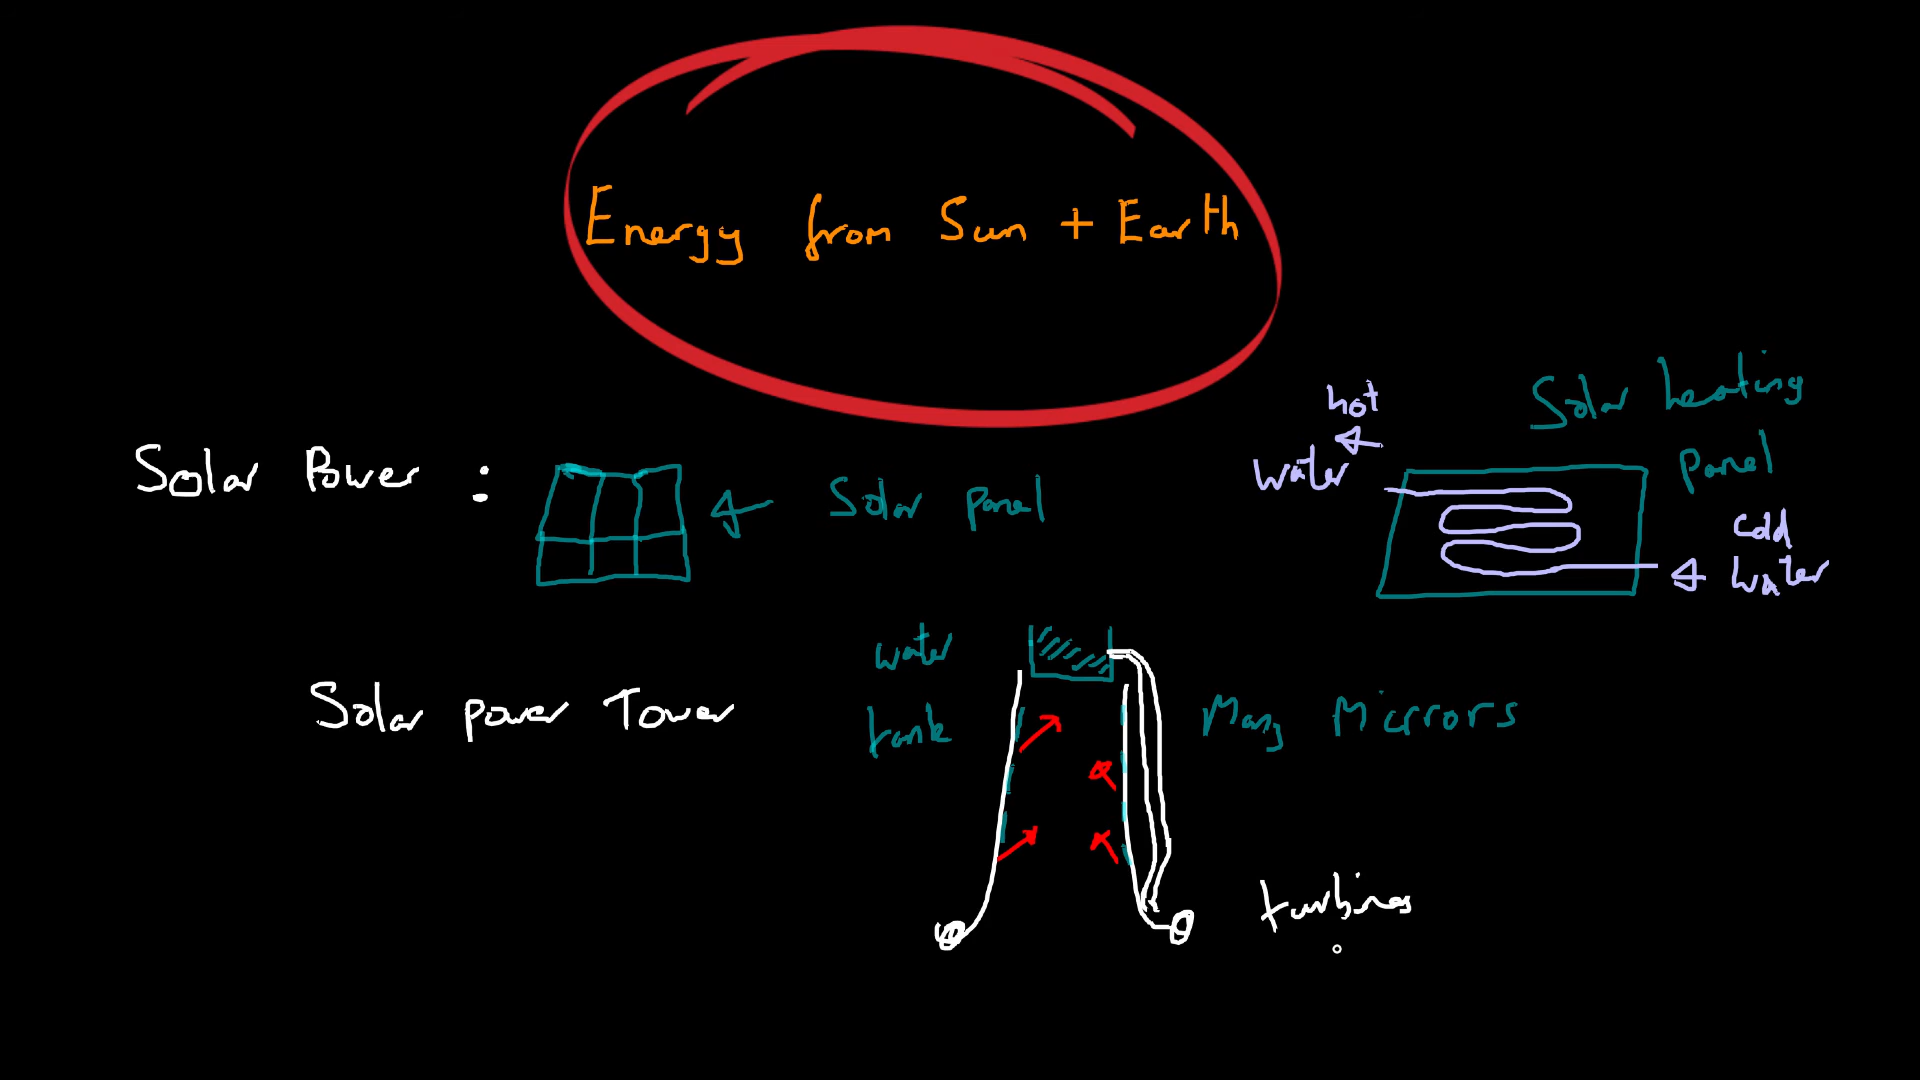 Energy from Sun + Earth
Solar Power :
Solar panel
hot
water
Solar heating
panel
cold
water
Solar power Tower
water
tank
Many Mirrors
turbines